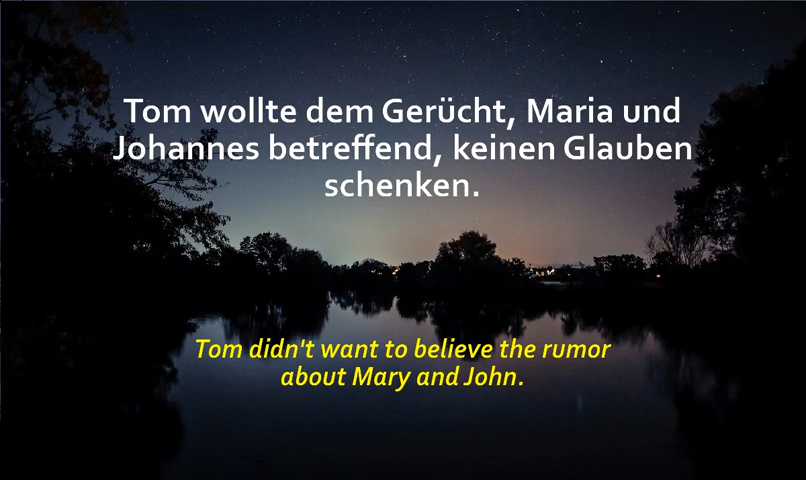 Tom wollte dem Gerücht, Maria und
Johannes betreffend, keinen Glauben
schenken.
Tom didn't want to believe the rumor
about Mary and John.